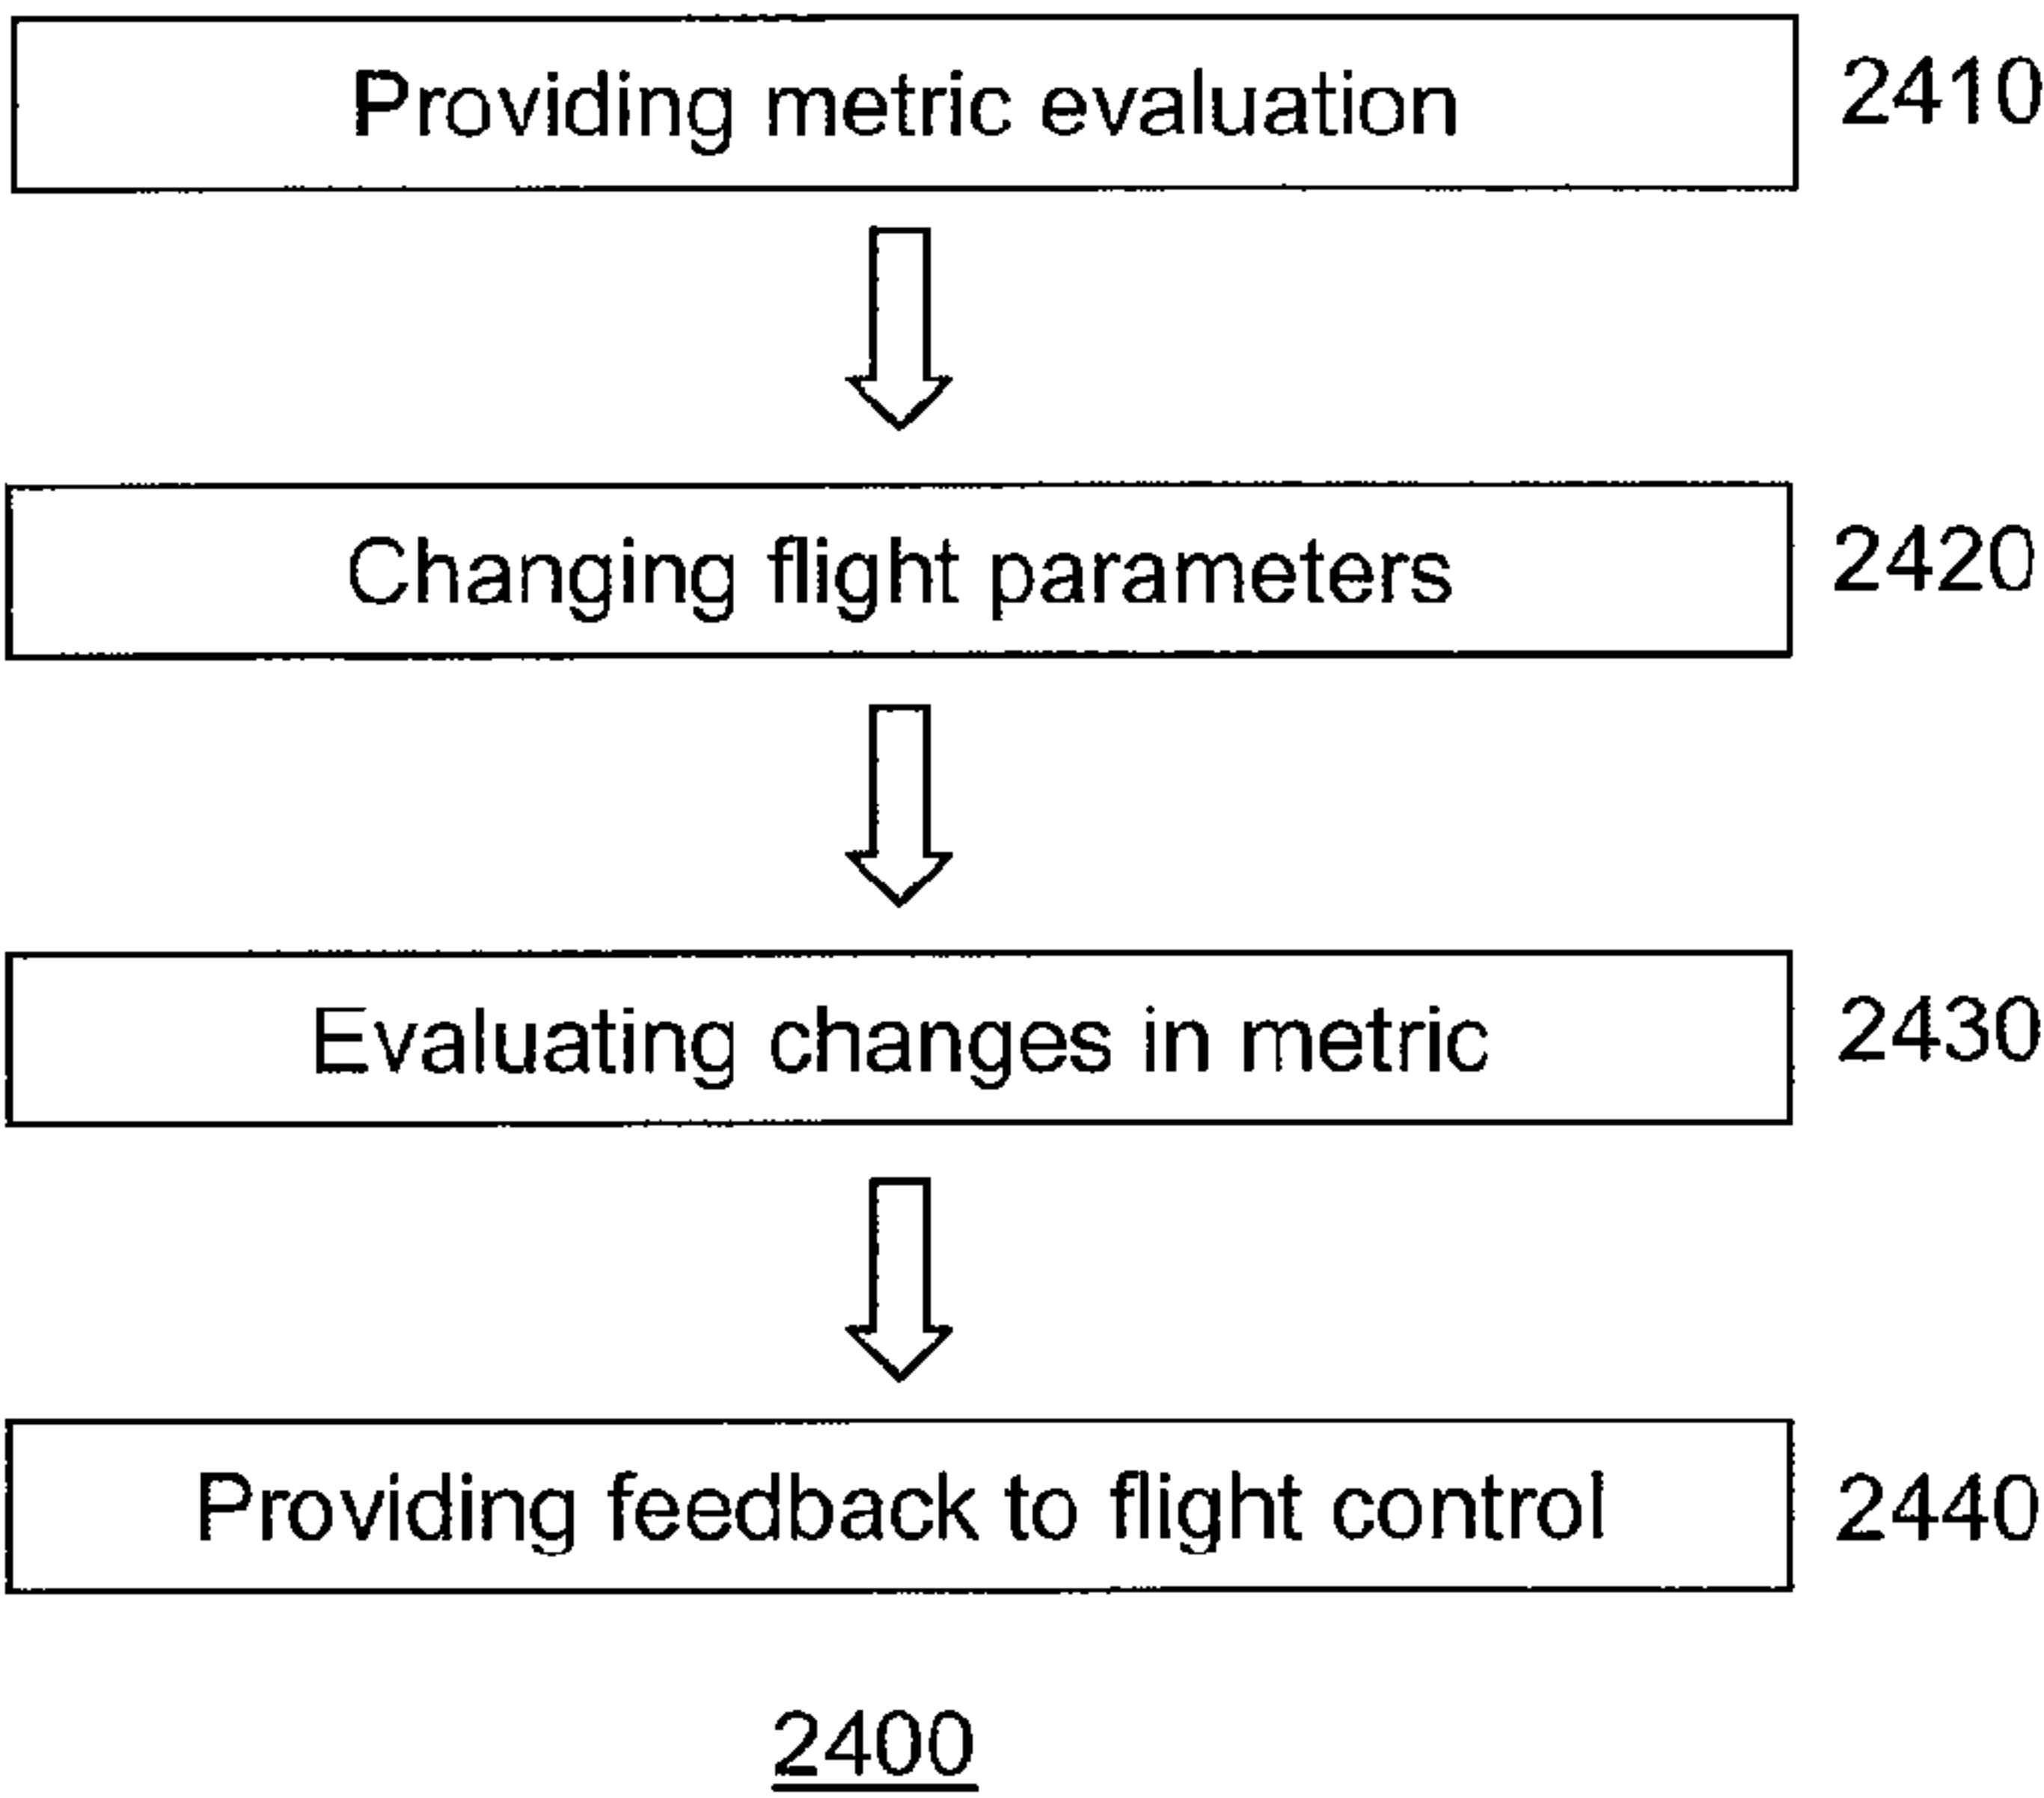 Providing metric evaluation 2410
Changing flight parameters 2420
Evaluating changes in metric 2430
Providing feedback to flight control 2440
2400